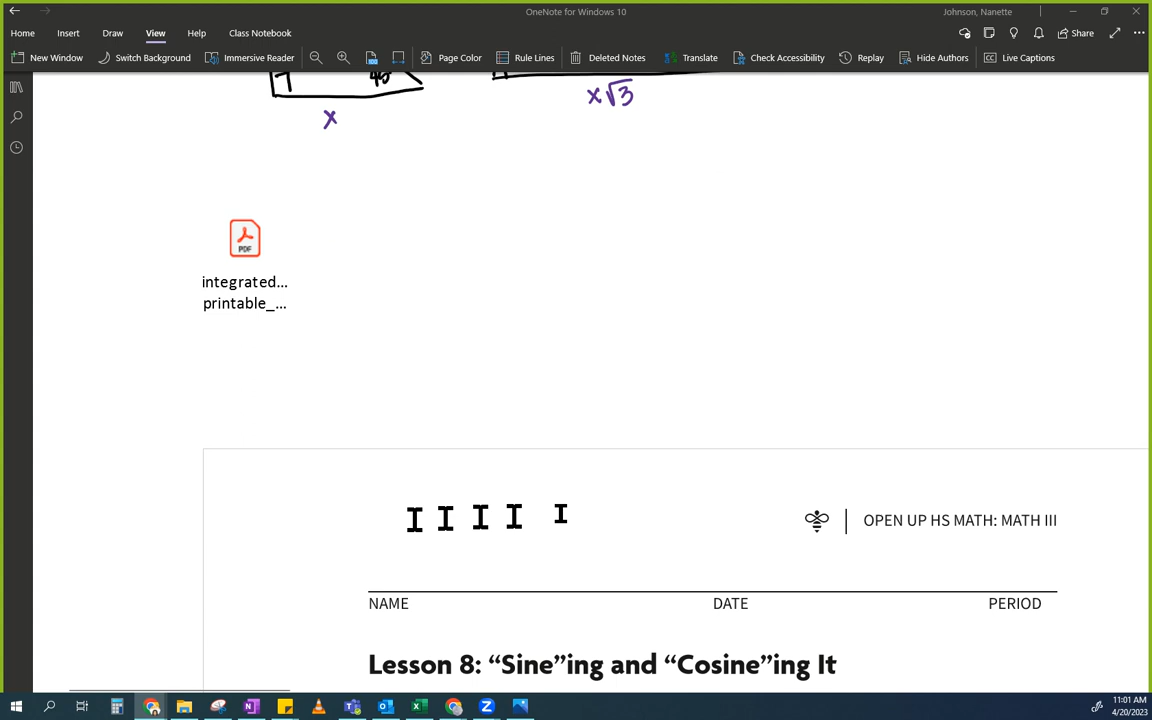 OneNote for Windows 10
Johnson, Nanette
Home Insert Draw View Help Class Notebook Share
New Window Switch Background Immersive Reader Page Color Rule Lines Deleted Notes Translate Check Accessibility Replay Hide Authors Live Captions
45
x
x√3
PDF
integrated...
printable_...
I I I I I
OPEN UP HS MATH: MATH III
NAME DATE PERIOD
Lesson 8: “Sine”ing and “Cosine”ing It
11:01 AM
4/20/2023